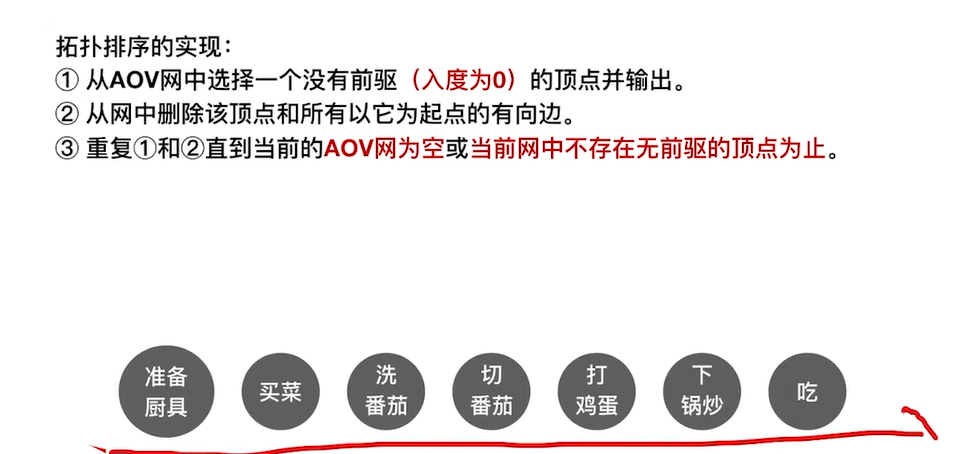 拓扑排序的实现：
① 从AOV网中选择一个没有前驱（入度为0）的顶点并输出。
② 从网中删除该顶点和所有以它为起点的有向边。
③ 重复①和②直到当前的AOV网为空或当前网中不存在无前驱的顶点为止。
准备
厨具
买菜
洗
番茄
切
番茄
打
鸡蛋
下
锅炒
吃